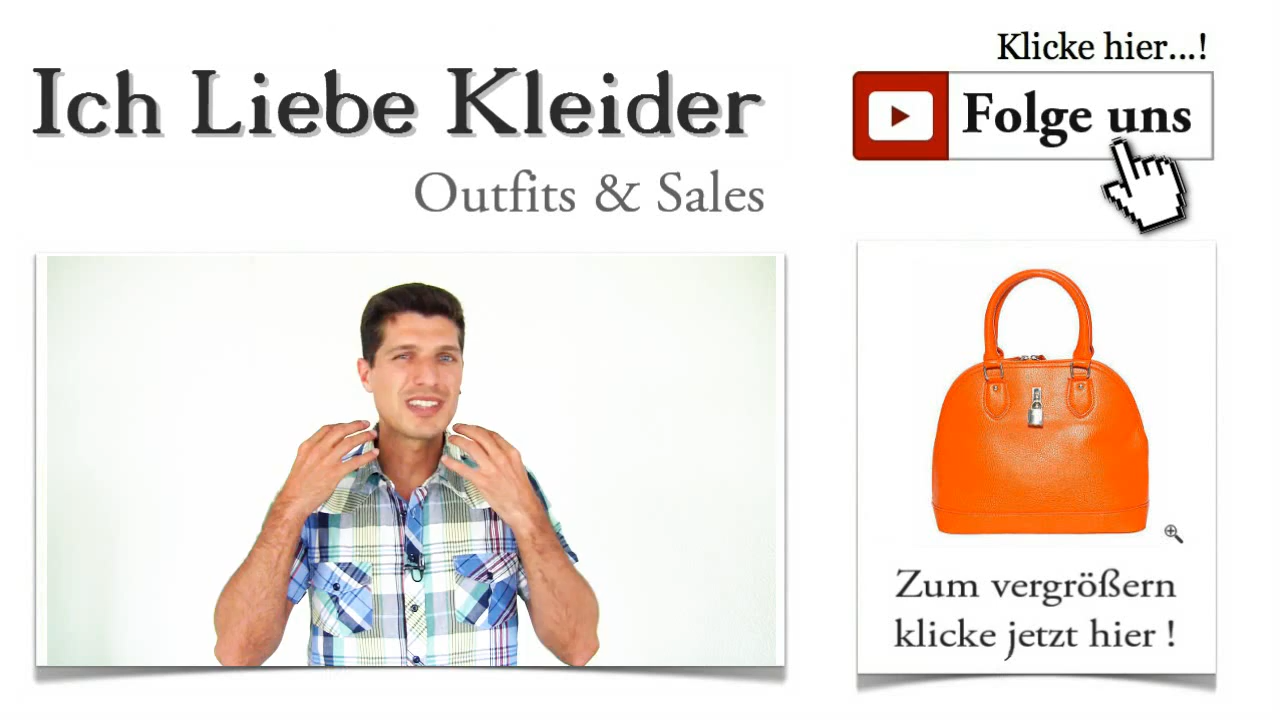 Ich Liebe Kleider
Outfits & Sales
Klicke hier...!
Folge uns
Zum vergrößern
klicke jetzt hier !